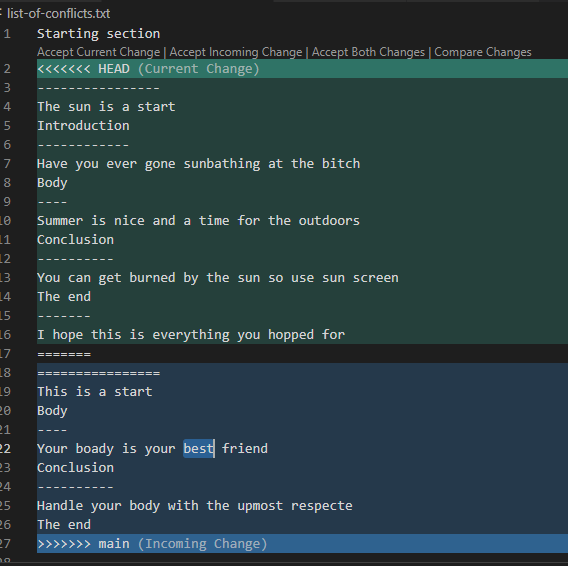 list-of-conflicts.txt
1 Starting section
Accept Current Change | Accept Incoming Change | Accept Both Changes | Compare Changes
2 <<<<<<< HEAD (Current Change)
3 ----------------
4 The sun is a start
5 Introduction
6 ------------
7 Have you ever gone sunbathing at the bitch
8 Body
9 ----
10 Summer is nice and a time for the outdoors
11 Conclusion
12 ----------
13 You can get burned by the sun so use sun screen
14 The end
15 -------
16 I hope this is everything you hopped for
17 =======
18 ================
19 This is a start
20 Body
21 ----
22 Your boady is your best friend
23 Conclusion
24 ----------
25 Handle your body with the upmost respecte
26 The end
27 >>>>>>> main (Incoming Change)
28